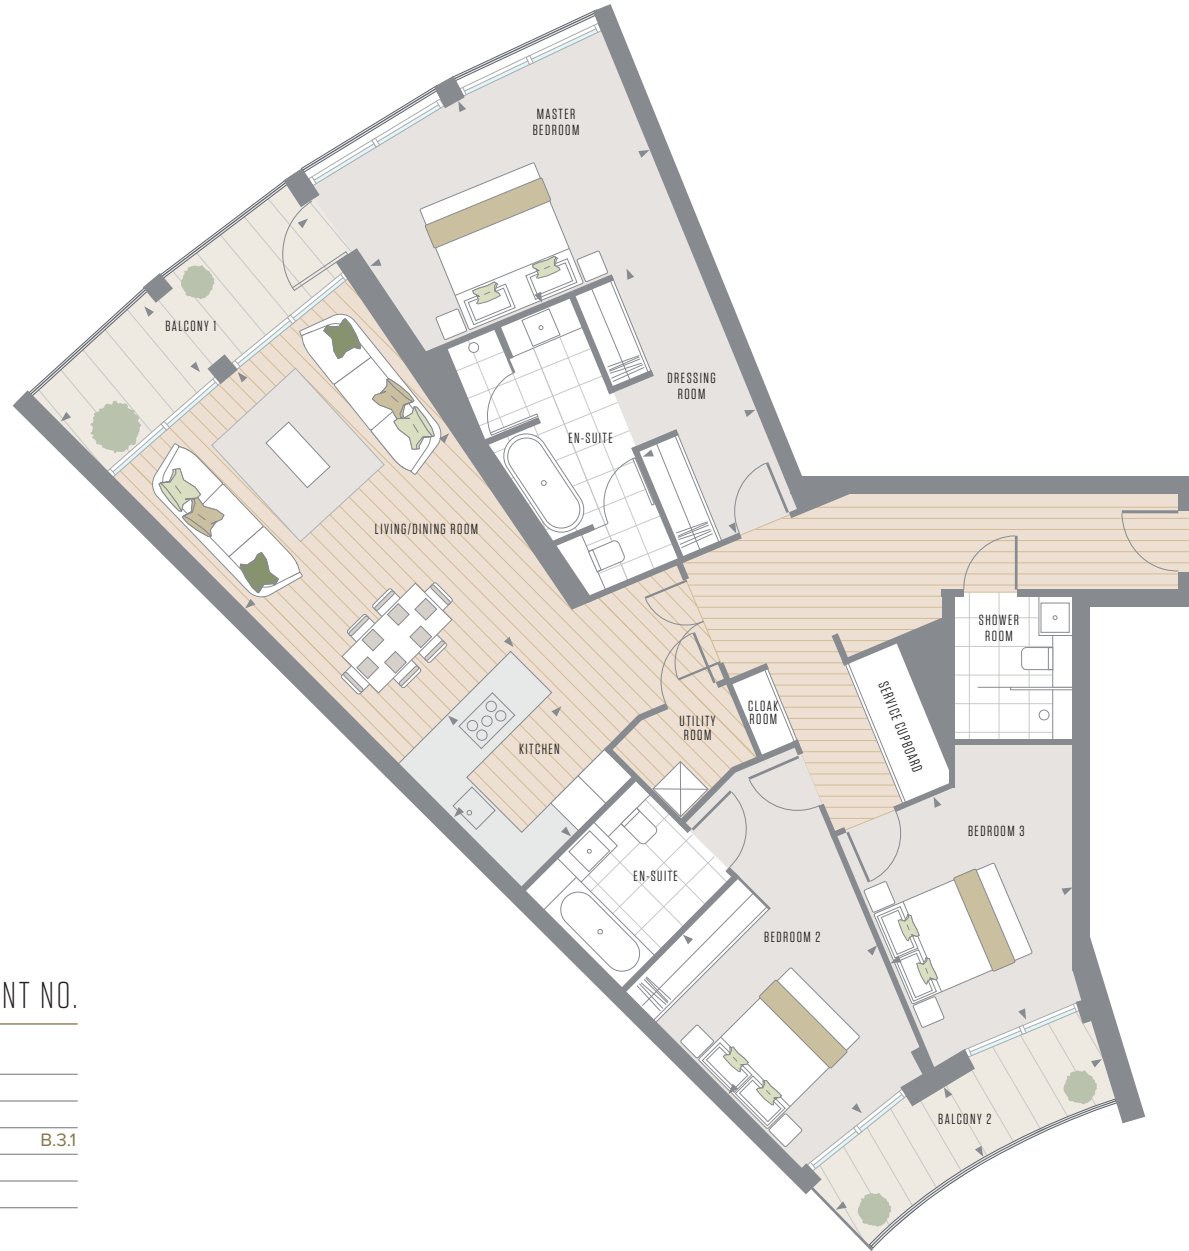 MASTER
BEDROOM
BALCONY 1
DRESSING
ROOM
EN-SUITE
LIVING/DINING ROOM
SHOWER
ROOM
SERVICE CUPBOARD
CLOAK
ROOM
UTILITY
ROOM
KITCHEN
BEDROOM 3
EN-SUITE
BEDROOM 2
NT NO.
BALCONY 2
B.3.1